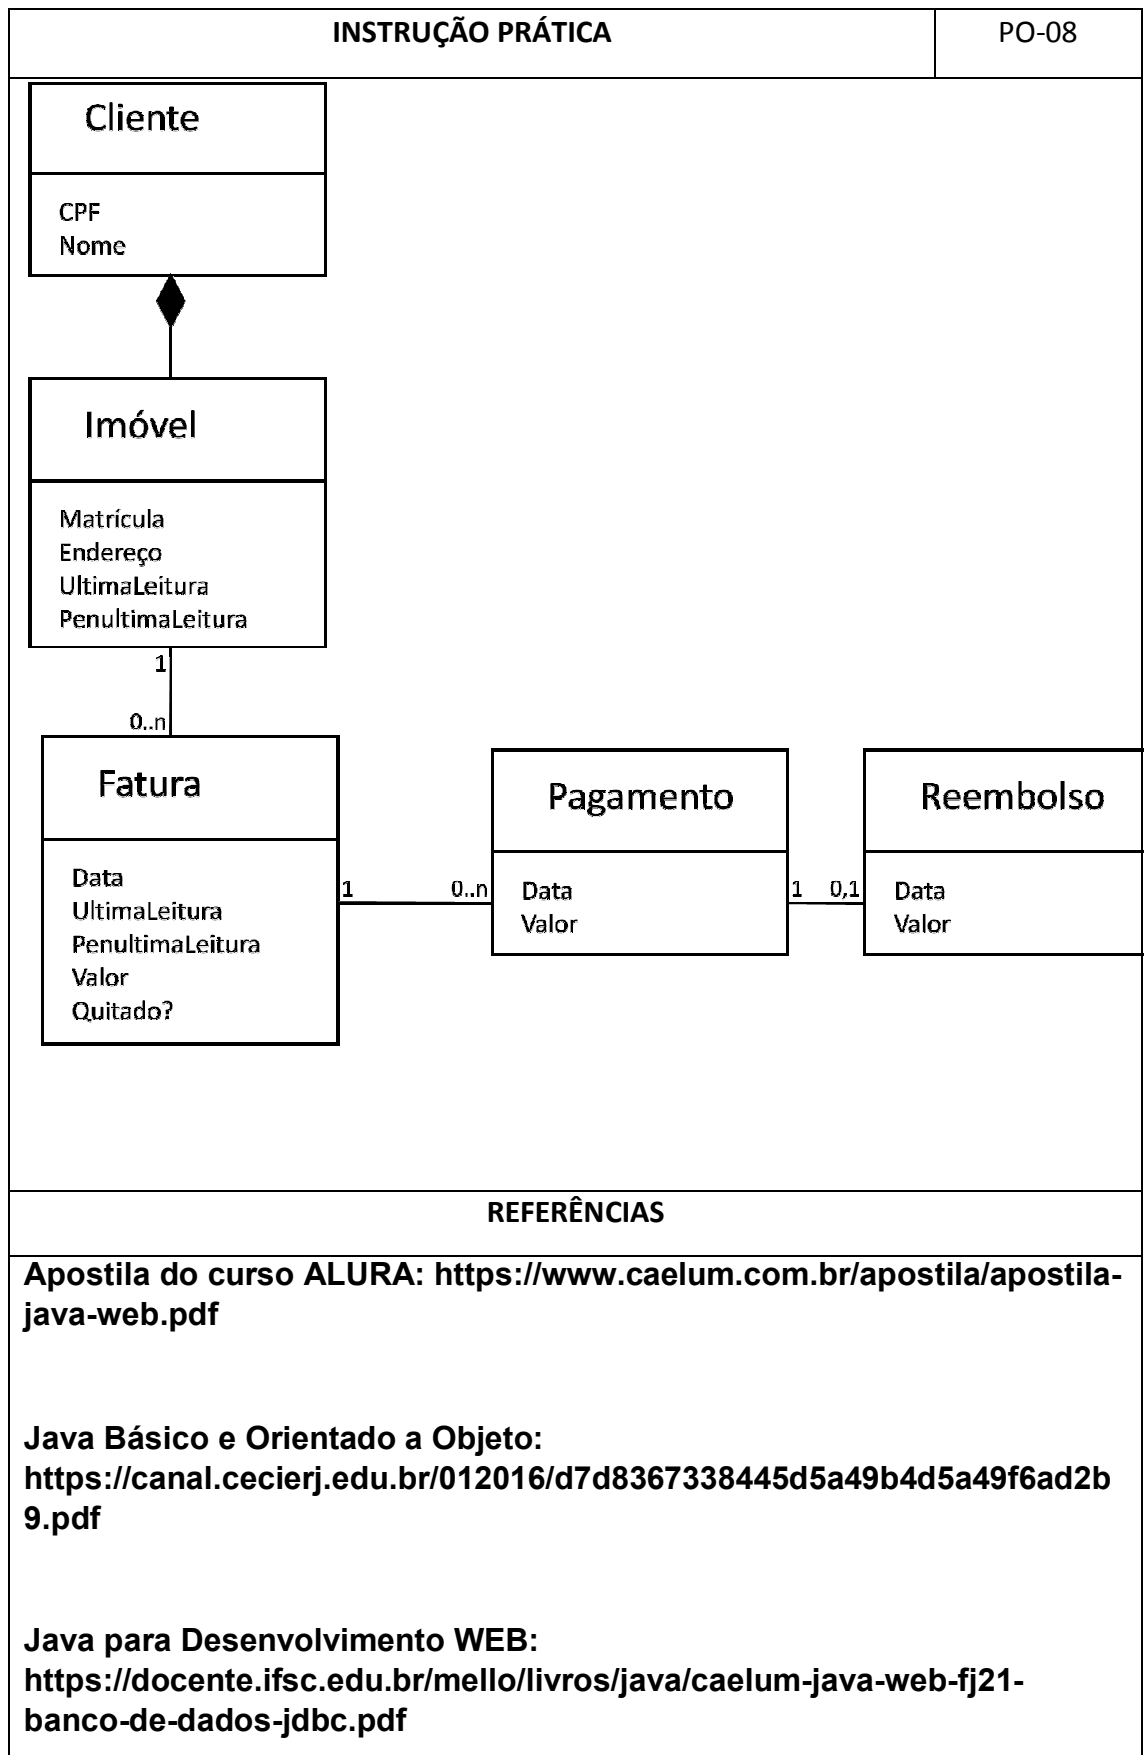 INSTRUÇÃO PRÁTICA
PO-08
Cliente
CPF
Nome
Imóvel
Matrícula
Endereço
UltimaLeitura
PenultimaLeitura
1
0..n
Fatura
Data
UltimaLeitura
PenultimaLeitura
Valor
Quitado?
1
0..n
Pagamento
Data
Valor
1
0,1
Reembolso
Data
Valor
REFERÊNCIAS
Apostila do curso ALURA: https://www.caelum.com.br/apostila/apostila-
java-web.pdf
Java Básico e Orientado a Objeto:
https://canal.cecierj.edu.br/012016/d7d8367338445d5a49b4d5a49f6ad2b
9.pdf
Java para Desenvolvimento WEB:
https://docente.ifsc.edu.br/mello/livros/java/caelum-java-web-fj21-
banco-de-dados-jdbc.pdf